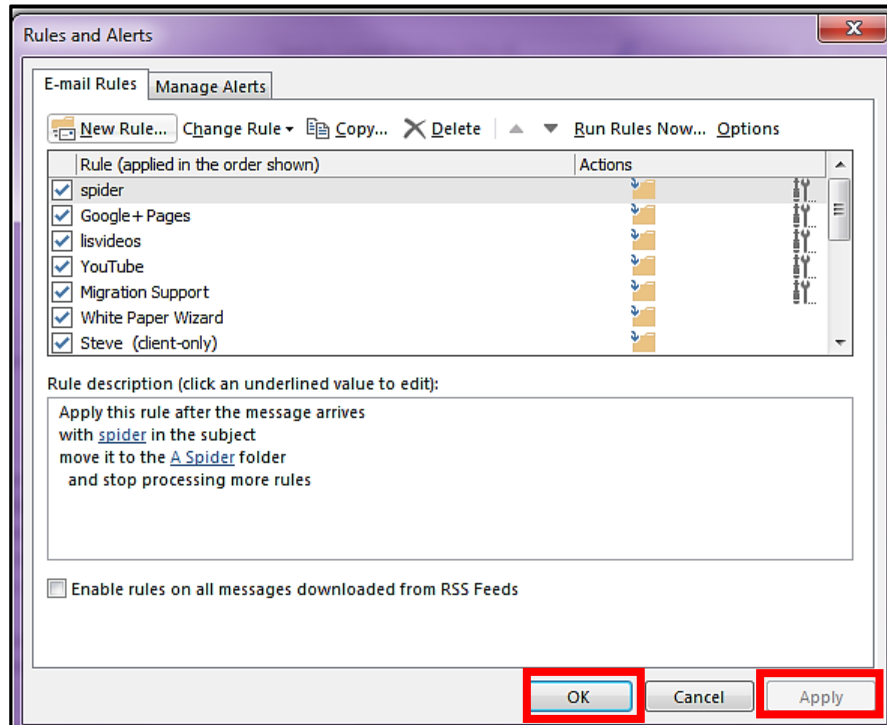 Rules and Alerts
E-mail Rules Manage Alerts
New Rule... Change Rule Copy... Delete Run Rules Now... Options
Rule (applied in the order shown) Actions
spider
Google+ Pages
lisvideos
YouTube
Migration Support
White Paper Wizard
Steve (client-only)
Rule description (click an underlined value to edit):
Apply this rule after the message arrives
with spider in the subject
move it to the A Spider folder
and stop processing more rules
Enable rules on all messages downloaded from RSS Feeds
OK Cancel Apply